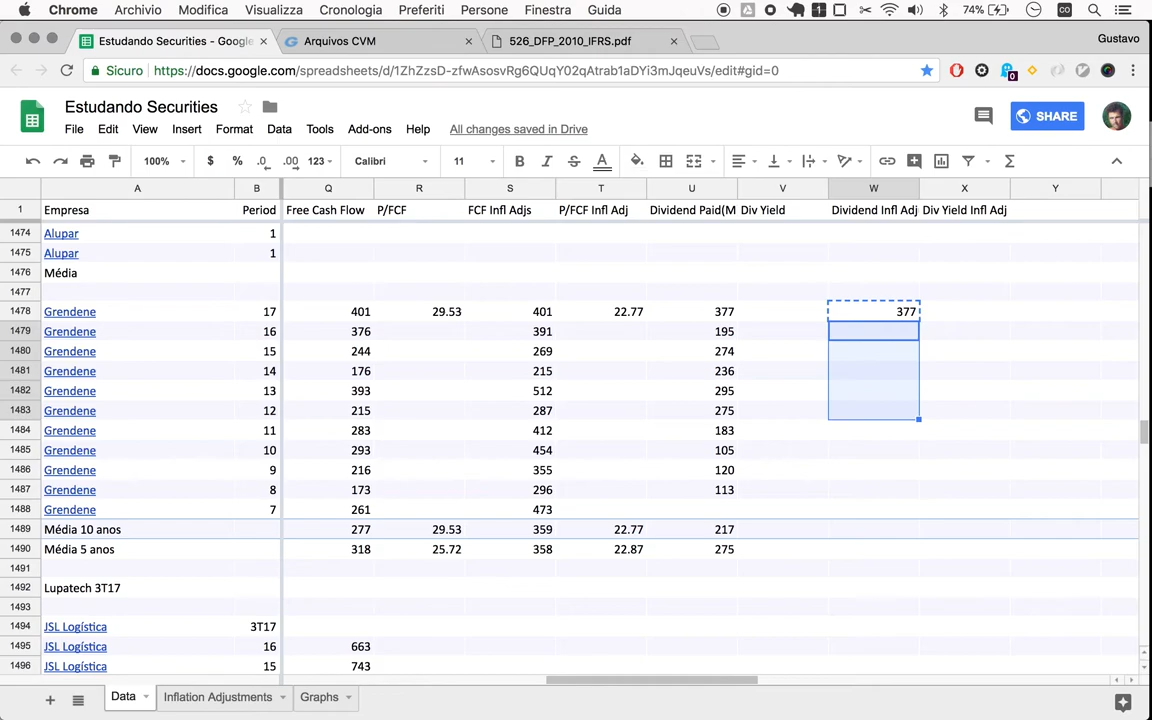 Chrome Archivio Modifica Visualizza Cronologia Preferiti Persone Finestra Guida 1 74% CO
Estudando Securities - Google × Arquivos CVM × 526_DFP_2010_IFRS.pdf × Gustavo
Sicuro https://docs.google.com/spreadsheets/d/1ZhZzsD-zfwAsosvRg6QUqY02qAtrab1aDYi3mJqeuVs/edit#gid=0 0
Estudando Securities
SHARE
File Edit View Insert Format Data Tools Add-ons Help All changes saved in Drive
100% $ % .0 .00 123 Calibri 11 B I S A Σ
A B Q R S T U V W X Y
1 Empresa Period Free Cash Flow P/FCF FCF Infl Adjs P/FCF Infl Adj Dividend Paid(M Div Yield Dividend Infl Adj Div Yield Infl Adj
1474 Alupar 1
1475 Alupar 1
1476 Média
1477
1478 Grendene 17 401 29.53 401 22.77 377 377
1479 Grendene 16 376 391 195
1480 Grendene 15 244 269 274
1481 Grendene 14 176 215 236
1482 Grendene 13 393 512 295
1483 Grendene 12 215 287 275
1484 Grendene 11 283 412 183
1485 Grendene 10 293 454 105
1486 Grendene 9 216 355 120
1487 Grendene 8 173 296 113
1488 Grendene 7 261 473
1489 Média 10 anos 277 29.53 359 22.77 217
1490 Média 5 anos 318 25.72 358 22.87 275
1491
1492 Lupatech 3T17
1493
1494 JSL Logística 3T17
1495 JSL Logística 16 663
1496 JSL Logística 15 743
Data Inflation Adjustments Graphs